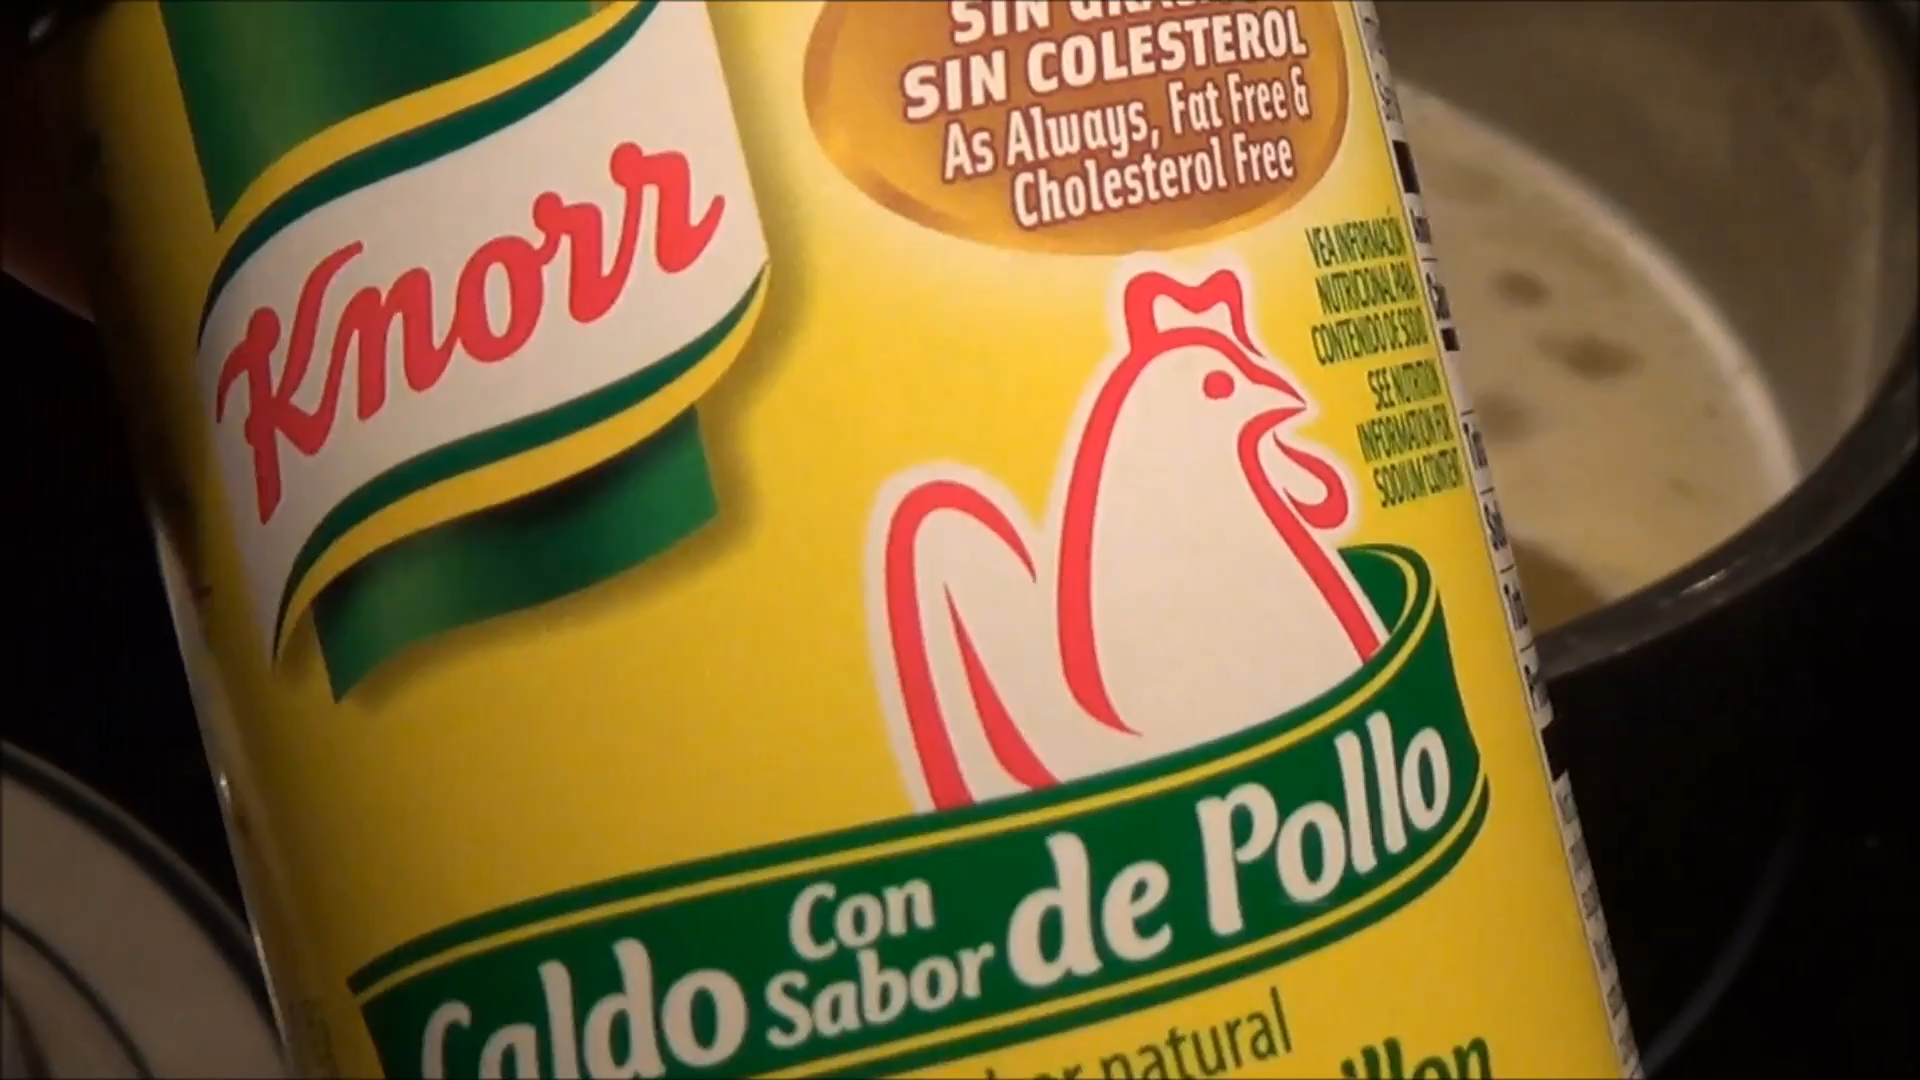 SIN
SIN COLESTEROL
As Always, Fat Free &
Cholesterol Free
Knorr
VEA INFORMACIÓN
NUTRICIONAL PARA
CONTENIDO DE SODIO
SEE NUTRITION
INFORMATION FOR
SODIUM CONTENT
Caldo Con Sabor de Pollo
natural